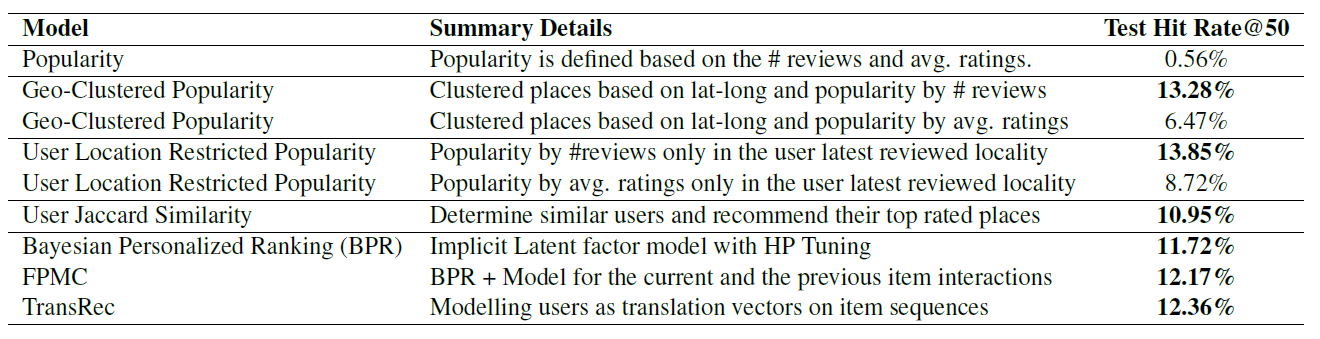 Model Summary Details Test Hit Rate@50
Popularity Popularity is defined based on the # reviews and avg. ratings. 0.56%
Geo-Clustered Popularity Clustered places based on lat-long and popularity by # reviews 13.28%
Geo-Clustered Popularity Clustered places based on lat-long and popularity by avg. ratings 6.47%
User Location Restricted Popularity Popularity by #reviews only in the user latest reviewed locality 13.85%
User Location Restricted Popularity Popularity by avg. ratings only in the user latest reviewed locality 8.72%
User Jaccard Similarity Determine similar users and recommend their top rated places 10.95%
Bayesian Personalized Ranking (BPR) Implicit Latent factor model with HP Tuning 11.72%
FPMC BPR + Model for the current and the previous item interactions 12.17%
TransRec Modelling users as translation vectors on item sequences 12.36%